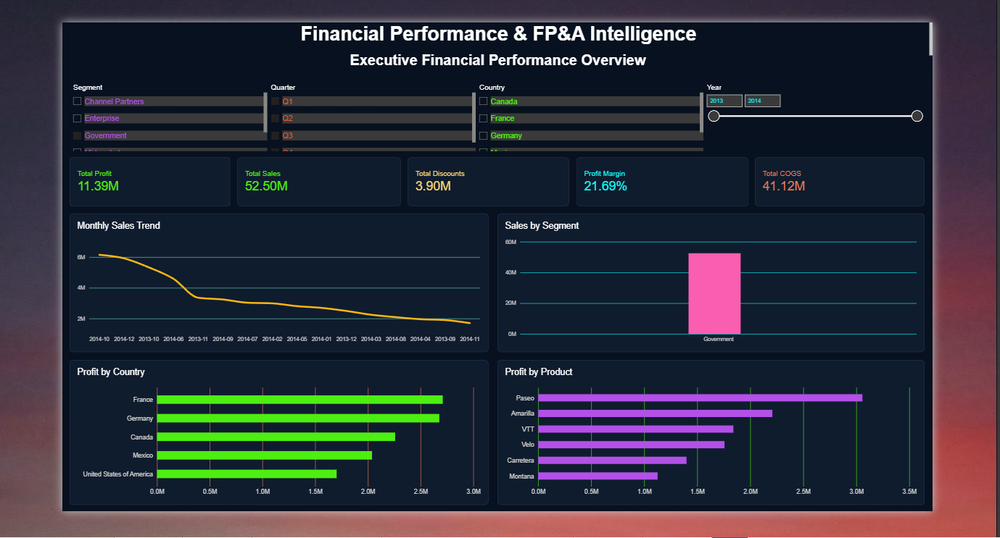 Financial Performance & FP&A Intelligence
Executive Financial Performance Overview
Segment
Channel Partners
Enterprise
Government
Quarter
Q1
Q2
Q3
Country
Canada
France
Germany
Year
2013 2014
Total Profit
11.39M
Total Sales
52.50M
Total Discounts
3.90M
Profit Margin
21.69%
Total COGS
41.12M
Monthly Sales Trend
6M
4M
2M
2014-10 2014-12 2013-10 2014-06 2013-11 2014-09 2014-07 2014-02 2014-05 2014-01 2013-12 2014-03 2014-08 2014-04 2013-09 2014-11
Sales by Segment
60M
40M
20M
0M
Government
Profit by Country
France
Germany
Canada
Mexico
United States of America
0.0M 0.5M 1.0M 1.5M 2.0M 2.5M 3.0M
Profit by Product
Paseo
Amarilla
VTT
Velo
Carretera
Montana
0.0M 0.5M 1.0M 1.5M 2.0M 2.5M 3.0M 3.5M